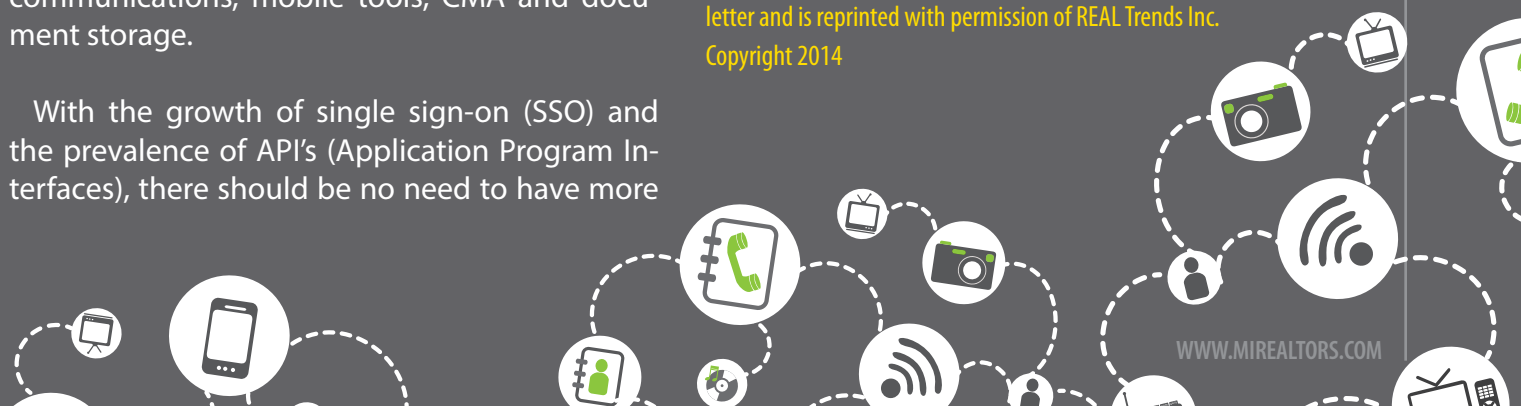 communications, mobile tools, CMA and docu-
ment storage.
With the growth of single sign-on (SSO) and
the prevalence of API's (Application Program In-
terfaces), there should be no need to have more
letter and is reprinted with permission of REAL Trends Inc.
Copyright 2014
WWW.MIREALTORS.COM